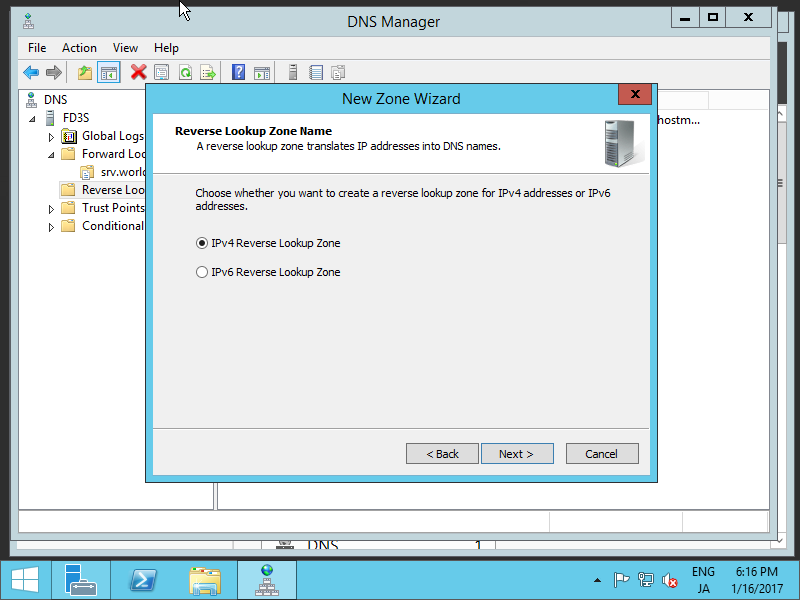 DNS Manager
File Action View Help
DNS
FD3S
Global Logs
Forward Loo
srv.world
Reverse Loo
Trust Points
Conditional
hostm...
New Zone Wizard
Reverse Lookup Zone Name
A reverse lookup zone translates IP addresses into DNS names.
Choose whether you want to create a reverse lookup zone for IPv4 addresses or IPv6
addresses.
IPv4 Reverse Lookup Zone
IPv6 Reverse Lookup Zone
< Back Next > Cancel
DNS 1
ENG 6:16 PM
JA 1/16/2017